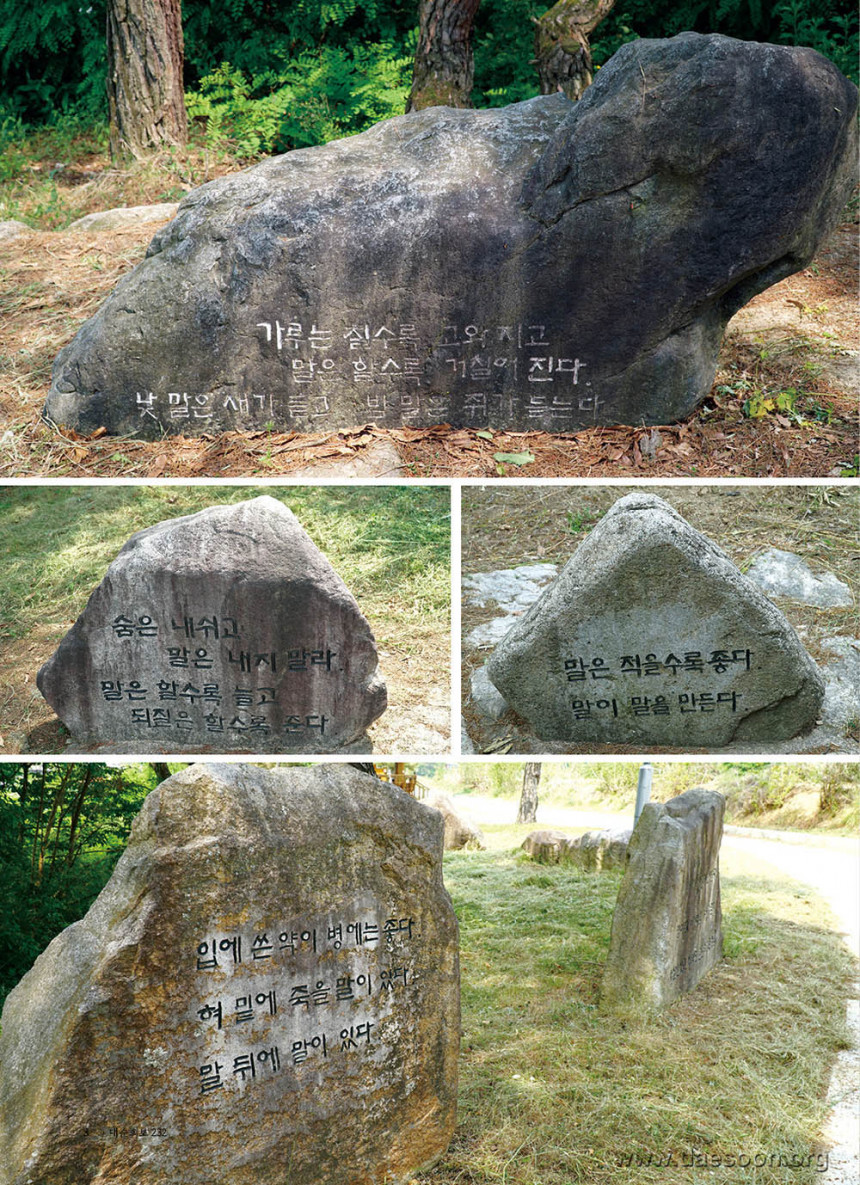 가루는 칠수록 고와 지고
말은 할수록 거칠어 진다.
낮 말은 새가 듣고 밤 말은 쥐가 듣는다
숨은 내쉬고
말은 내지 말라.
말은 할수록 늘고
되질은 할수록 준다
말은 적을수록 좋다.
말이 말을 만든다.
입에 쓴 약이 병에는 좋다.
혀 밑에 죽을 말이 있다.
말 뒤에 말이 있다.
대순회보 232
www.daesoon.org